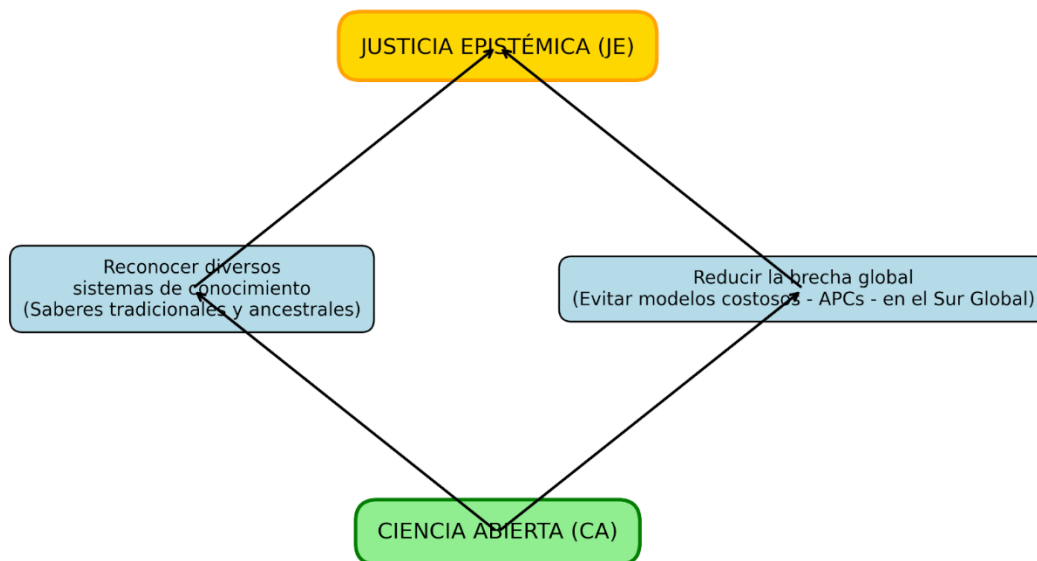 JUSTICIA EPISTÉMICA (JE)
Reconocer diversos
sistemas de conocimiento
(Saberes tradicionales y ancestrales)
Reducir la brecha global
(Evitar modelos costosos - APCs - en el Sur Global)
CIENCIA ABIERTA (CA)